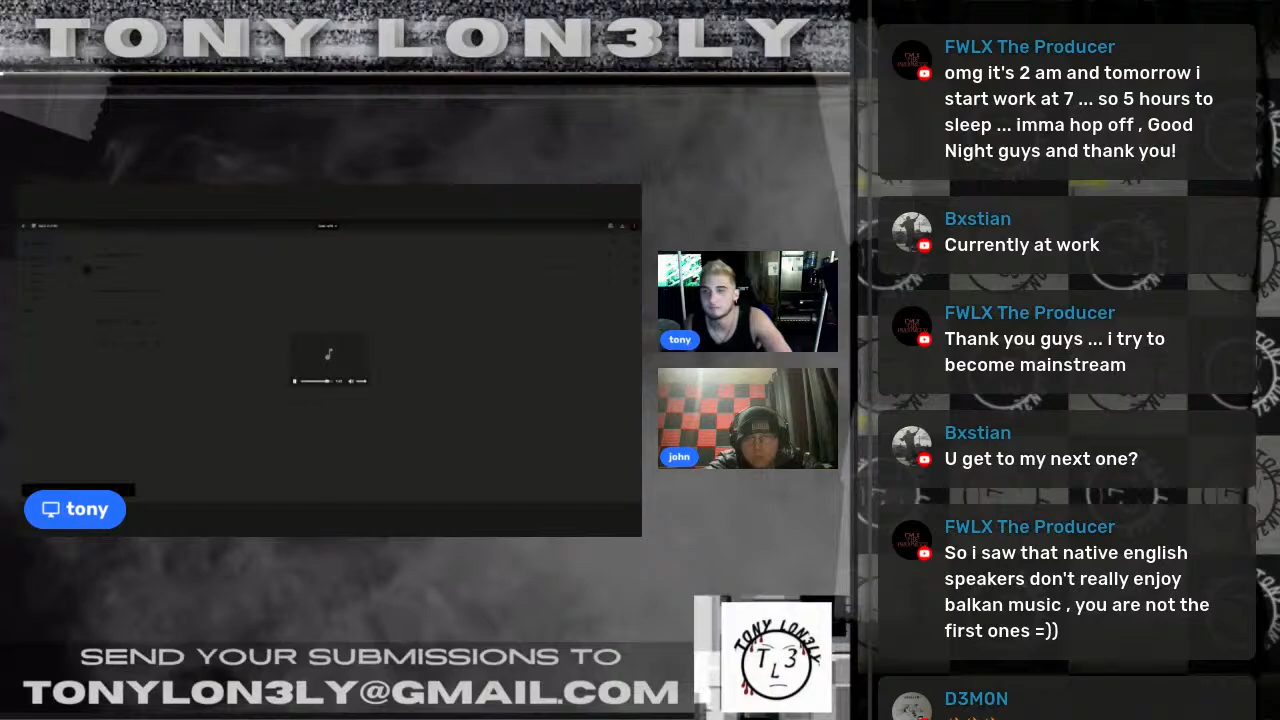 TONY LON3LY
FWLX The Producer
omg it's 2 am and tomorrow i
start work at 7 ... so 5 hours to
sleep ... imma hop off , Good
Night guys and thank you!
Bxstian
Currently at work
FWLX The Producer
Thank you guys ... i try to
become mainstream
Bxstian
U get to my next one?
FWLX The Producer
So i saw that native english
speakers don't really enjoy
balkan music , you are not the
first ones =))
D3M0N
tony
john
tony
SEND YOUR SUBMISSIONS TO
TONYLON3LY@GMAIL.COM
TONY LON3LY
TL3